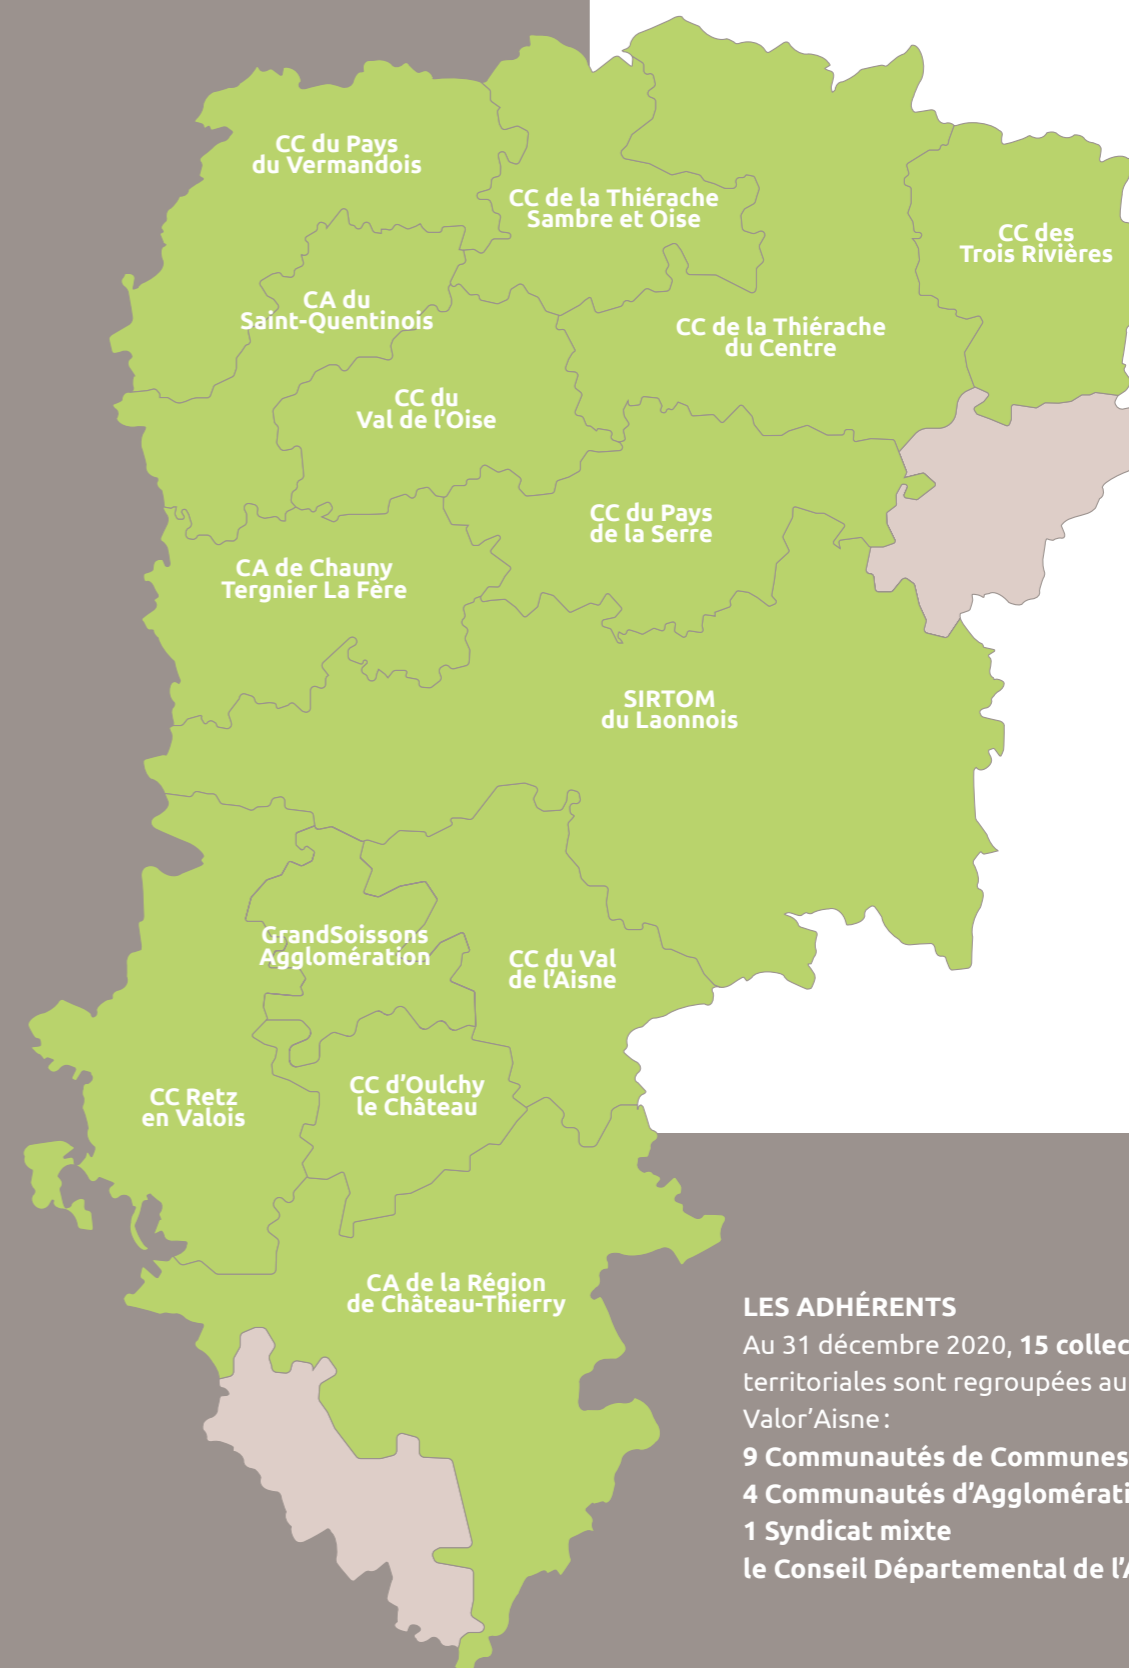 CC du Pays
du Vermandois
CC de la Thiérache
Sambre et Oise
CC des
Trois Rivières
CA du
Saint-Quentinois
CC de la Thiérache
du Centre
CC du
Val de l’Oise
CC du Pays
de la Serre
CA de Chauny
Tergnier La Fère
SIRTOM
du Laonnois
GrandSoissons
Agglomération
CC du Val
de l’Aisne
CC Retz
en Valois
CC d’Oulchy
le Château
CA de la Région
de Château-Thierry
LES ADHÉRENTS
Au 31 décembre 2020, 15 collec
territoriales sont regroupées au
Valor’Aisne :
9 Communautés de Communes
4 Communautés d’Agglomérati
1 Syndicat mixte
le Conseil Départemental de l’A